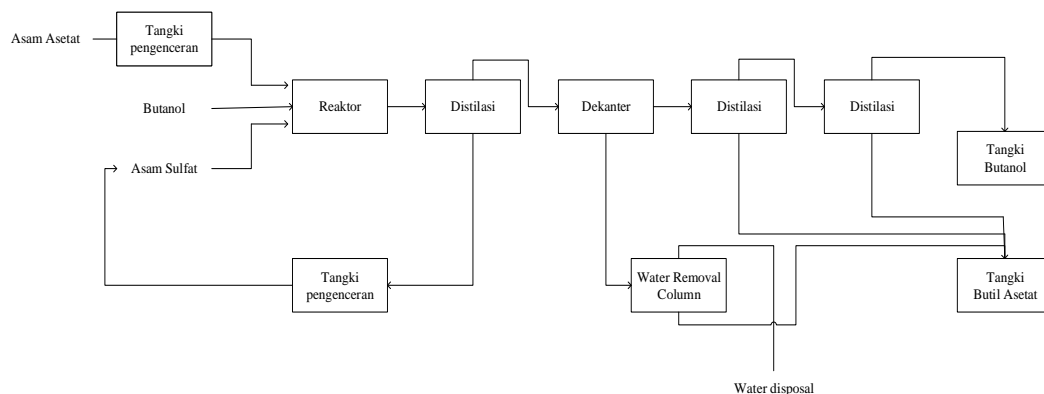 Tangki
pengenceran
Asam Asetat
Butanol
Asam Sulfat
Reaktor
Distilasi
Dekanter
Distilasi
Distilasi
Tangki
Butanol
Tangki
pengenceran
Water Removal
Column
Tangki
Butil Asetat
Water disposal